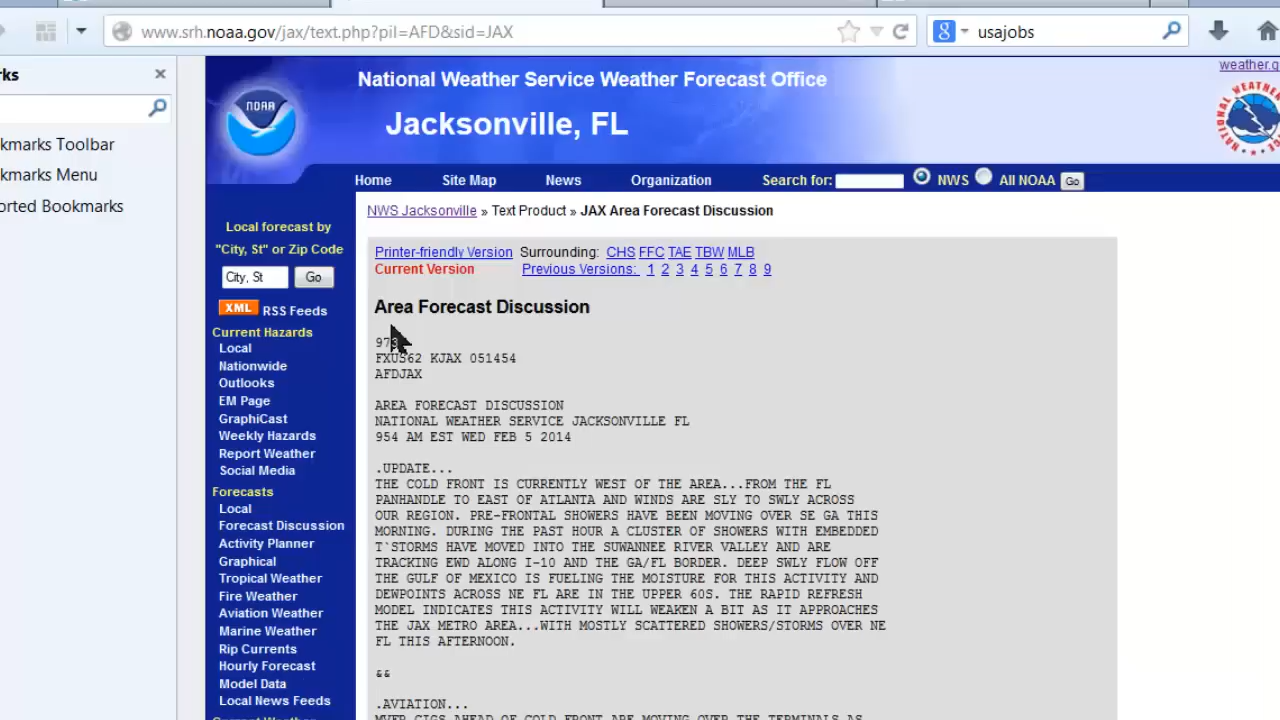 www.srh.noaa.gov/jax/text.php?pil=AFD&sid=JAX
usajobs
National Weather Service Weather Forecast Office
Jacksonville, FL
NOAA
Home Site Map News Organization Search for: NWS All NOAA Go
Bookmarks Toolbar
NWS Jacksonville » Text Product » JAX Area Forecast Discussion
Local forecast by
"City, St" or Zip Code
City, St Go
XML RSS Feeds
Current Hazards
Local
Nationwide
Outlooks
EM Page
GraphiCast
Weekly Hazards
Report Weather
Social Media
Forecasts
Local
Forecast Discussion
Activity Planner
Graphical
Tropical Weather
Fire Weather
Aviation Weather
Marine Weather
Rip Currents
Hourly Forecast
Model Data
Local News Feeds
Printer-friendly Version Surrounding: CHS FFC TAE TBW MLB
Current Version Previous Versions: 1 2 3 4 5 6 7 8 9
Area Forecast Discussion
FXUS62 KJAX 051454
AFDJAX
AREA FORECAST DISCUSSION
NATIONAL WEATHER SERVICE JACKSONVILLE FL
954 AM EST WED FEB 5 2014
.UPDATE...
THE COLD FRONT IS CURRENTLY WEST OF THE AREA...FROM THE FL
PANHANDLE TO EAST OF ATLANTA AND WINDS ARE SLY TO SWLY ACROSS
OUR REGION. PRE-FRONTAL SHOWERS HAVE BEEN MOVING OVER SE GA THIS
MORNING. DURING THE PAST HOUR A CLUSTER OF SHOWERS WITH EMBEDDED
T`STORMS HAVE MOVED INTO THE SUWANNEE RIVER VALLEY AND ARE
TRACKING EWD ALONG I-10 AND THE GA/FL BORDER. DEEP SWLY FLOW OFF
THE GULF OF MEXICO IS FUELING THE MOISTURE FOR THIS ACTIVITY AND
DEWPOINTS ACROSS NE FL ARE IN THE UPPER 60S. THE RAPID REFRESH
MODEL INDICATES THIS ACTIVITY WILL WEAKEN A BIT AS IT APPROACHES
THE JAX METRO AREA...WITH MOSTLY SCATTERED SHOWERS/STORMS OVER NE
FL THIS AFTERNOON.
&&
.AVIATION...
MVFR CIGS AHEAD OF COLD FRONT ARE MOVING OVER THE TERMINALS AS